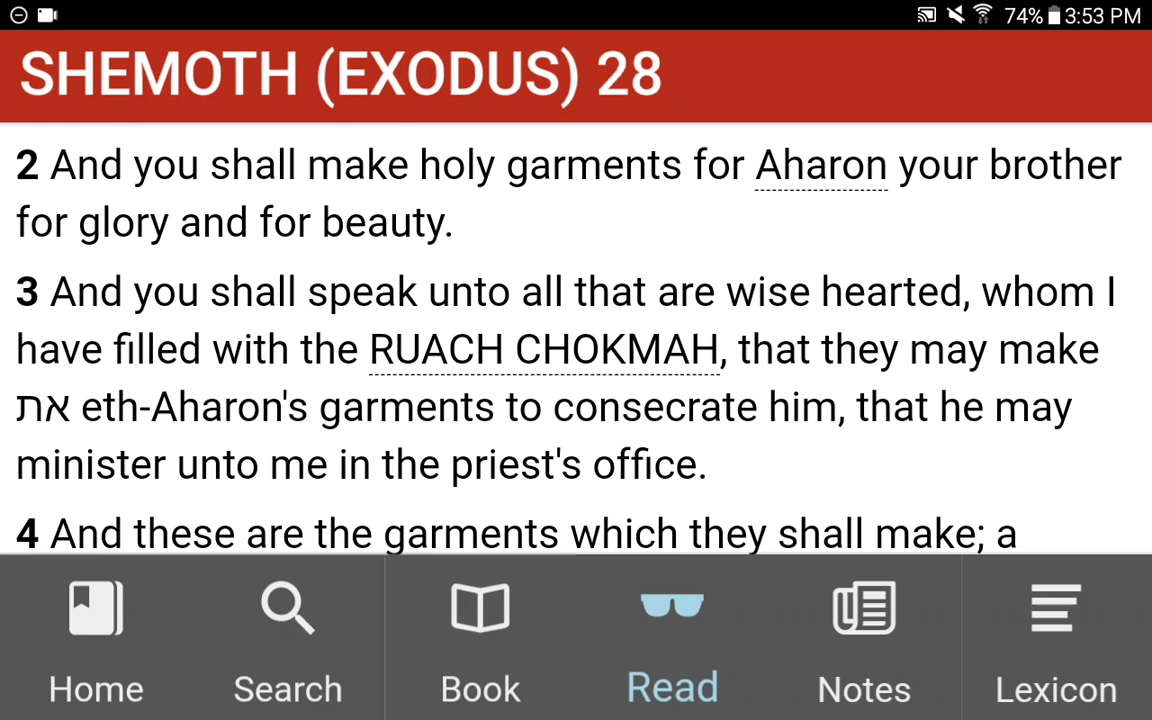 74% 3:53 PM
SHEMOTH (EXODUS) 28
2 And you shall make holy garments for Aharon your brother
for glory and for beauty.
3 And you shall speak unto all that are wise hearted, whom I
have filled with the RUACH CHOKMAH, that they may make
את eth-Aharon's garments to consecrate him, that he may
minister unto me in the priest's office.
4 And these are the garments which they shall make; a
Home Search Book Read Notes Lexicon